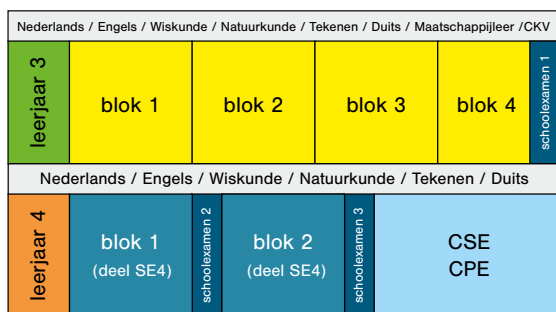 Nederlands / Engels / Wiskunde / Natuurkunde / Tekenen / Duits / Maatschappijleer /CKV
leerjaar 3
blok 1
blok 2
blok 3
blok 4
schoolexamen 1
Nederlands / Engels / Wiskunde / Natuurkunde / Tekenen / Duits
leerjaar 4
blok 1
(deel SE4)
schoolexamen 2
blok 2
(deel SE4)
schoolexamen 3
CSE
CPE